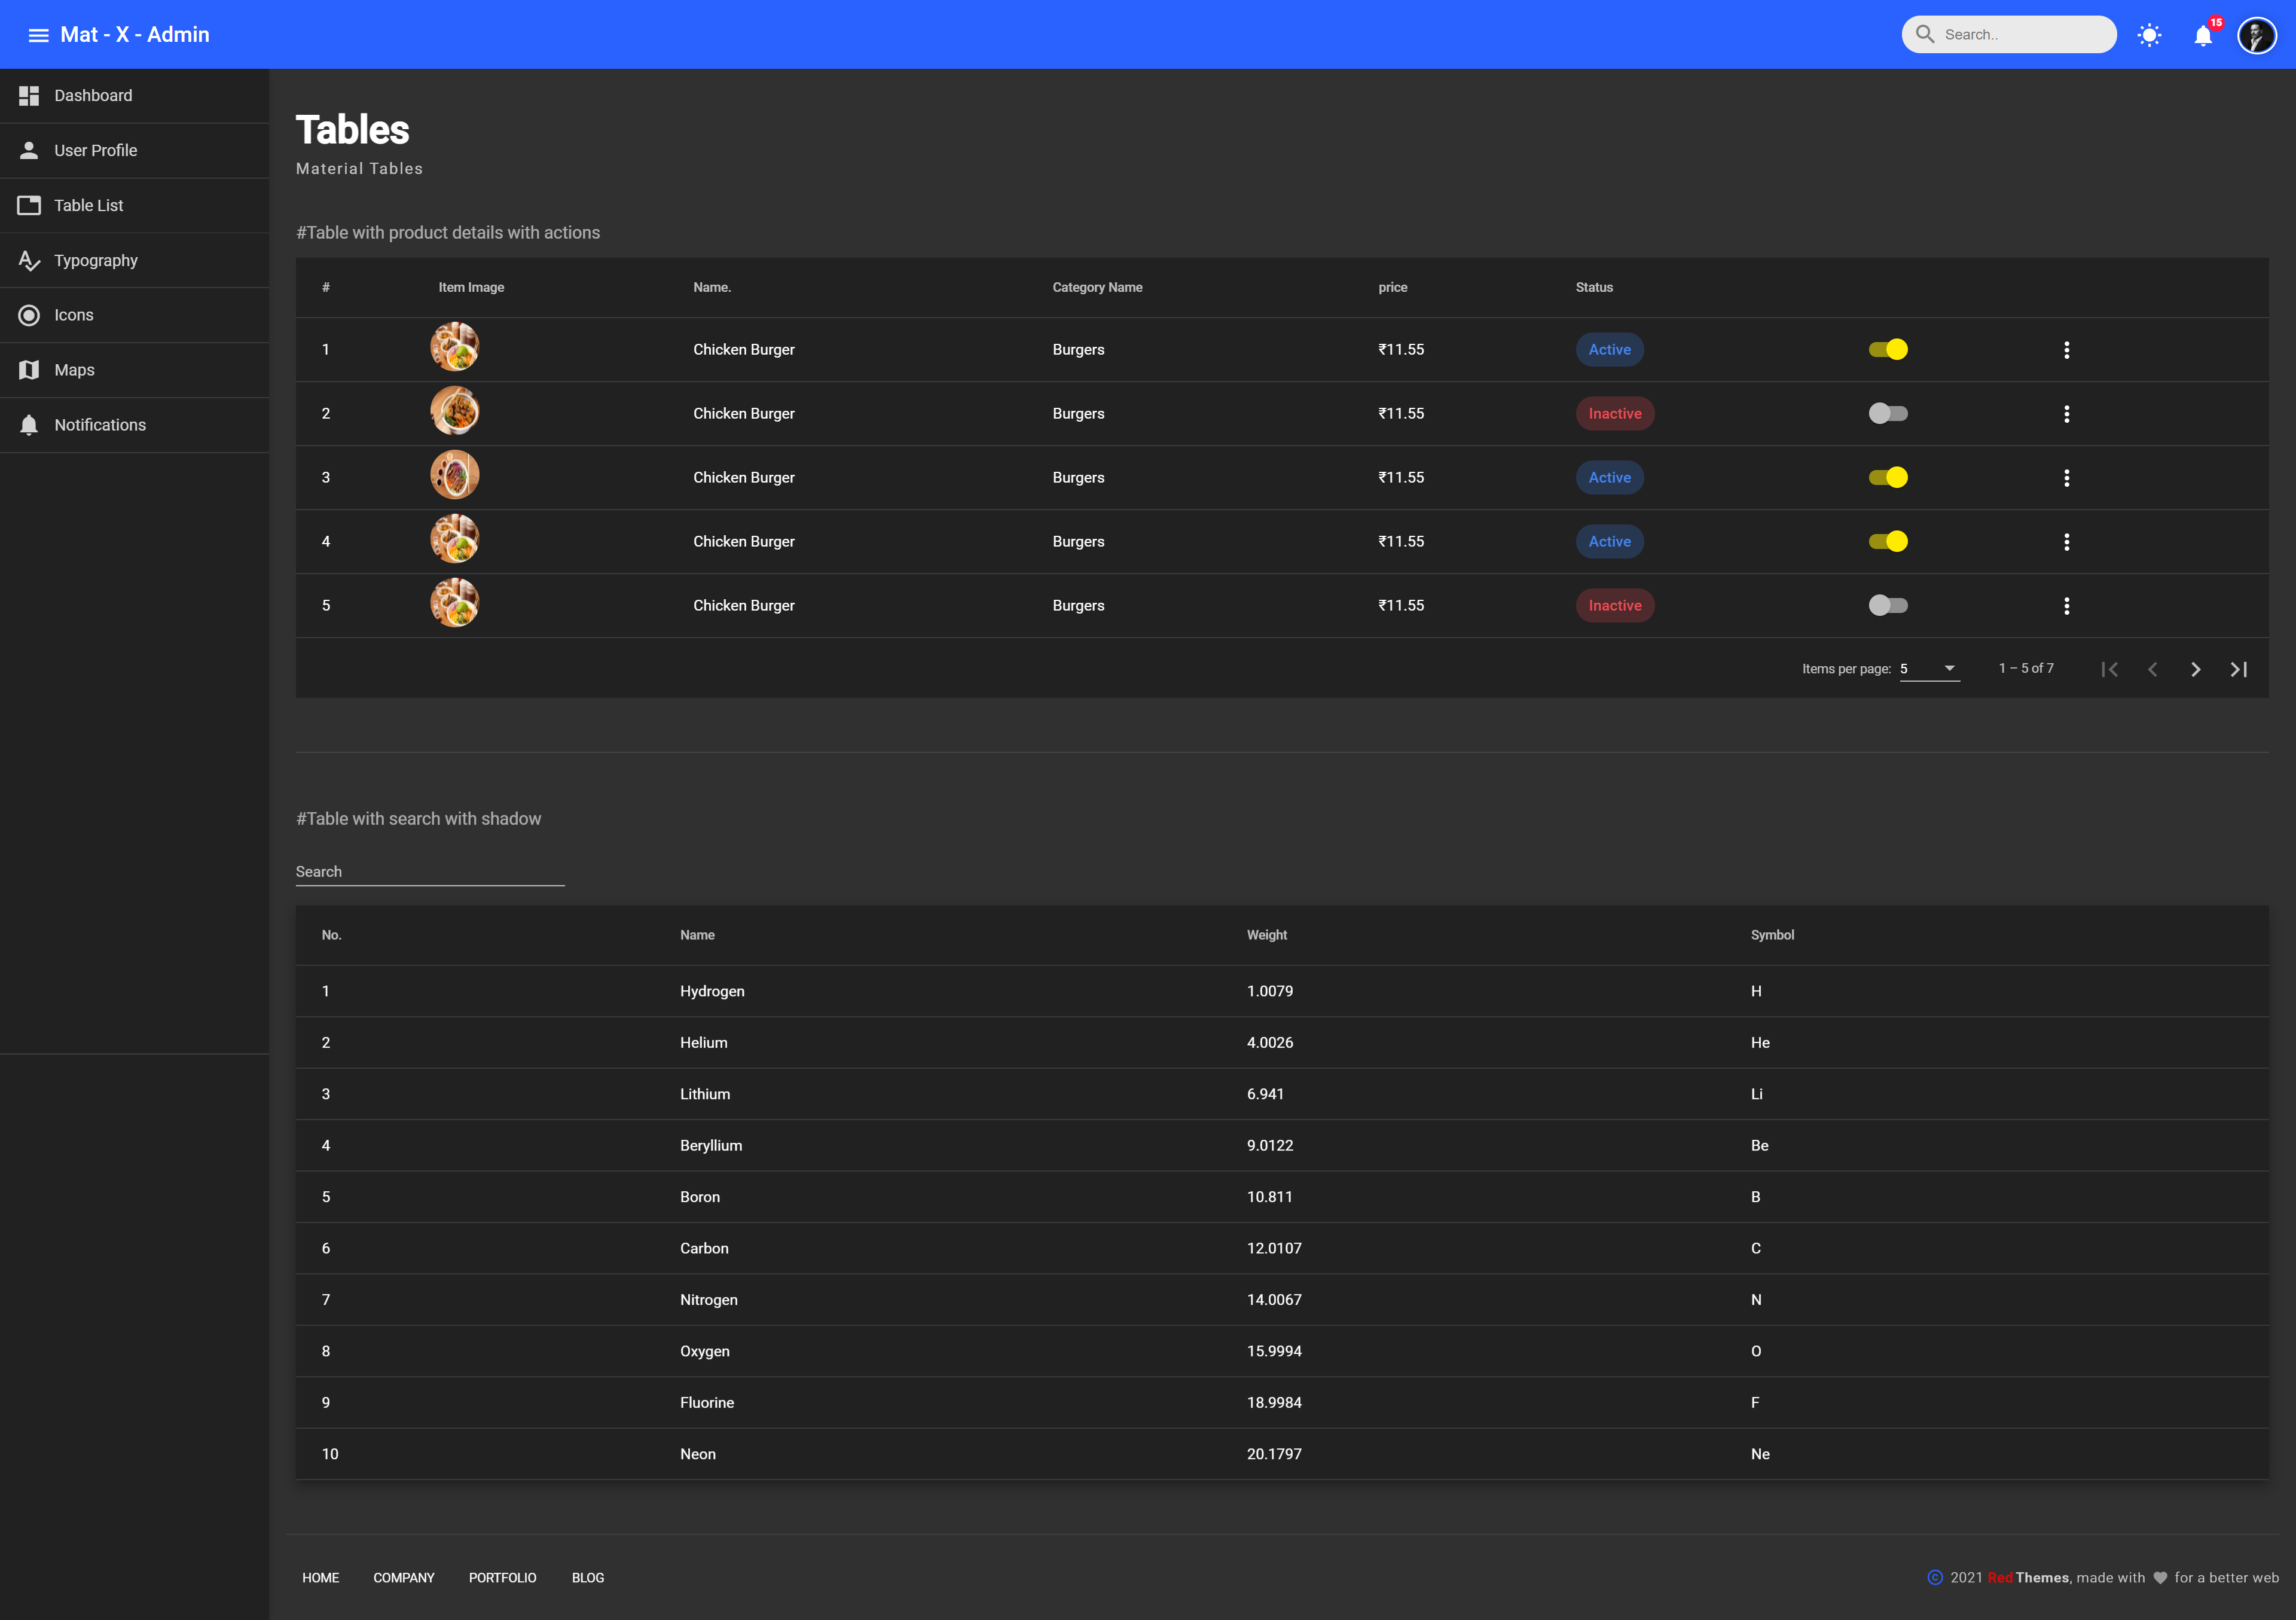 Mat - X - Admin
Search..
15
Dashboard
User Profile
Table List
Typography
Icons
Maps
Notifications
Tables
Material Tables
#Table with product details with actions
# Item Image Name. Category Name price Status
1 Chicken Burger Burgers ₹11.55 Active
2 Chicken Burger Burgers ₹11.55 Inactive
3 Chicken Burger Burgers ₹11.55 Active
4 Chicken Burger Burgers ₹11.55 Active
5 Chicken Burger Burgers ₹11.55 Inactive
Items per page: 5 1 – 5 of 7
#Table with search with shadow
Search
No. Name Weight Symbol
1 Hydrogen 1.0079 H
2 Helium 4.0026 He
3 Lithium 6.941 Li
4 Beryllium 9.0122 Be
5 Boron 10.811 B
6 Carbon 12.0107 C
7 Nitrogen 14.0067 N
8 Oxygen 15.9994 O
9 Fluorine 18.9984 F
10 Neon 20.1797 Ne
HOME COMPANY PORTFOLIO BLOG
© 2021 Red Themes, made with ♥ for a better web